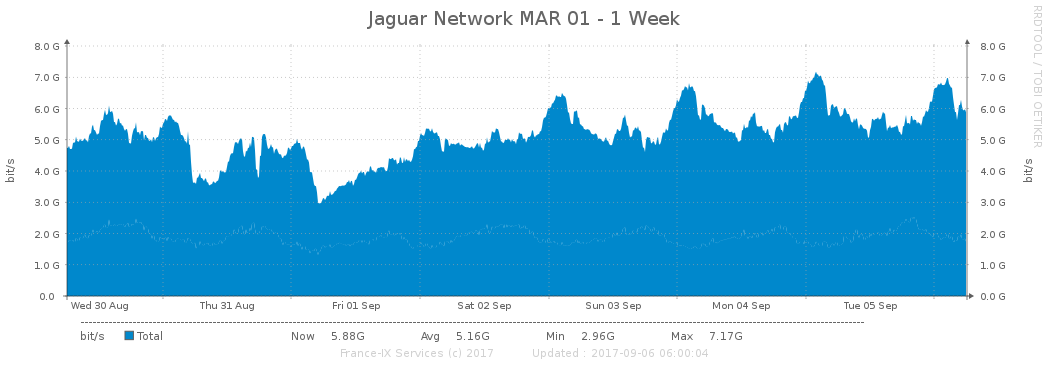 Jaguar Network MAR 01 - 1 Week
RRDTOOL / TOBI OETIKER
bit/s
8.0 G 8.0 G
7.0 G 7.0 G
6.0 G 6.0 G
5.0 G 5.0 G
4.0 G 4.0 G
3.0 G 3.0 G
2.0 G 2.0 G
1.0 G 1.0 G
0.0 0.0 G
bit/s
Wed 30 Aug Thu 31 Aug Fri 01 Sep Sat 02 Sep Sun 03 Sep Mon 04 Sep Tue 05 Sep
bit/s Total Now 5.88G Avg 5.16G Min 2.96G Max 7.17G
France-IX Services (c) 2017 Updated : 2017-09-06 06:00:04